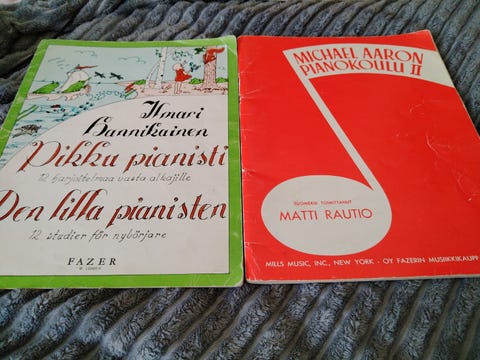 Ilmari
Hannikainen
Pikku pianisti
12 harjoitelmaa vasta-alkajille
Den lilla pianisten
12 studier för nybörjare
FAZER
MICHAEL AARON
PIANOKOULU II
SUOMEKSI TOIMITTANUT
MATTI RAUTIO
MILLS MUSIC, INC., NEW YORK - OY FAZERIN MUSIIKKIKAUPP